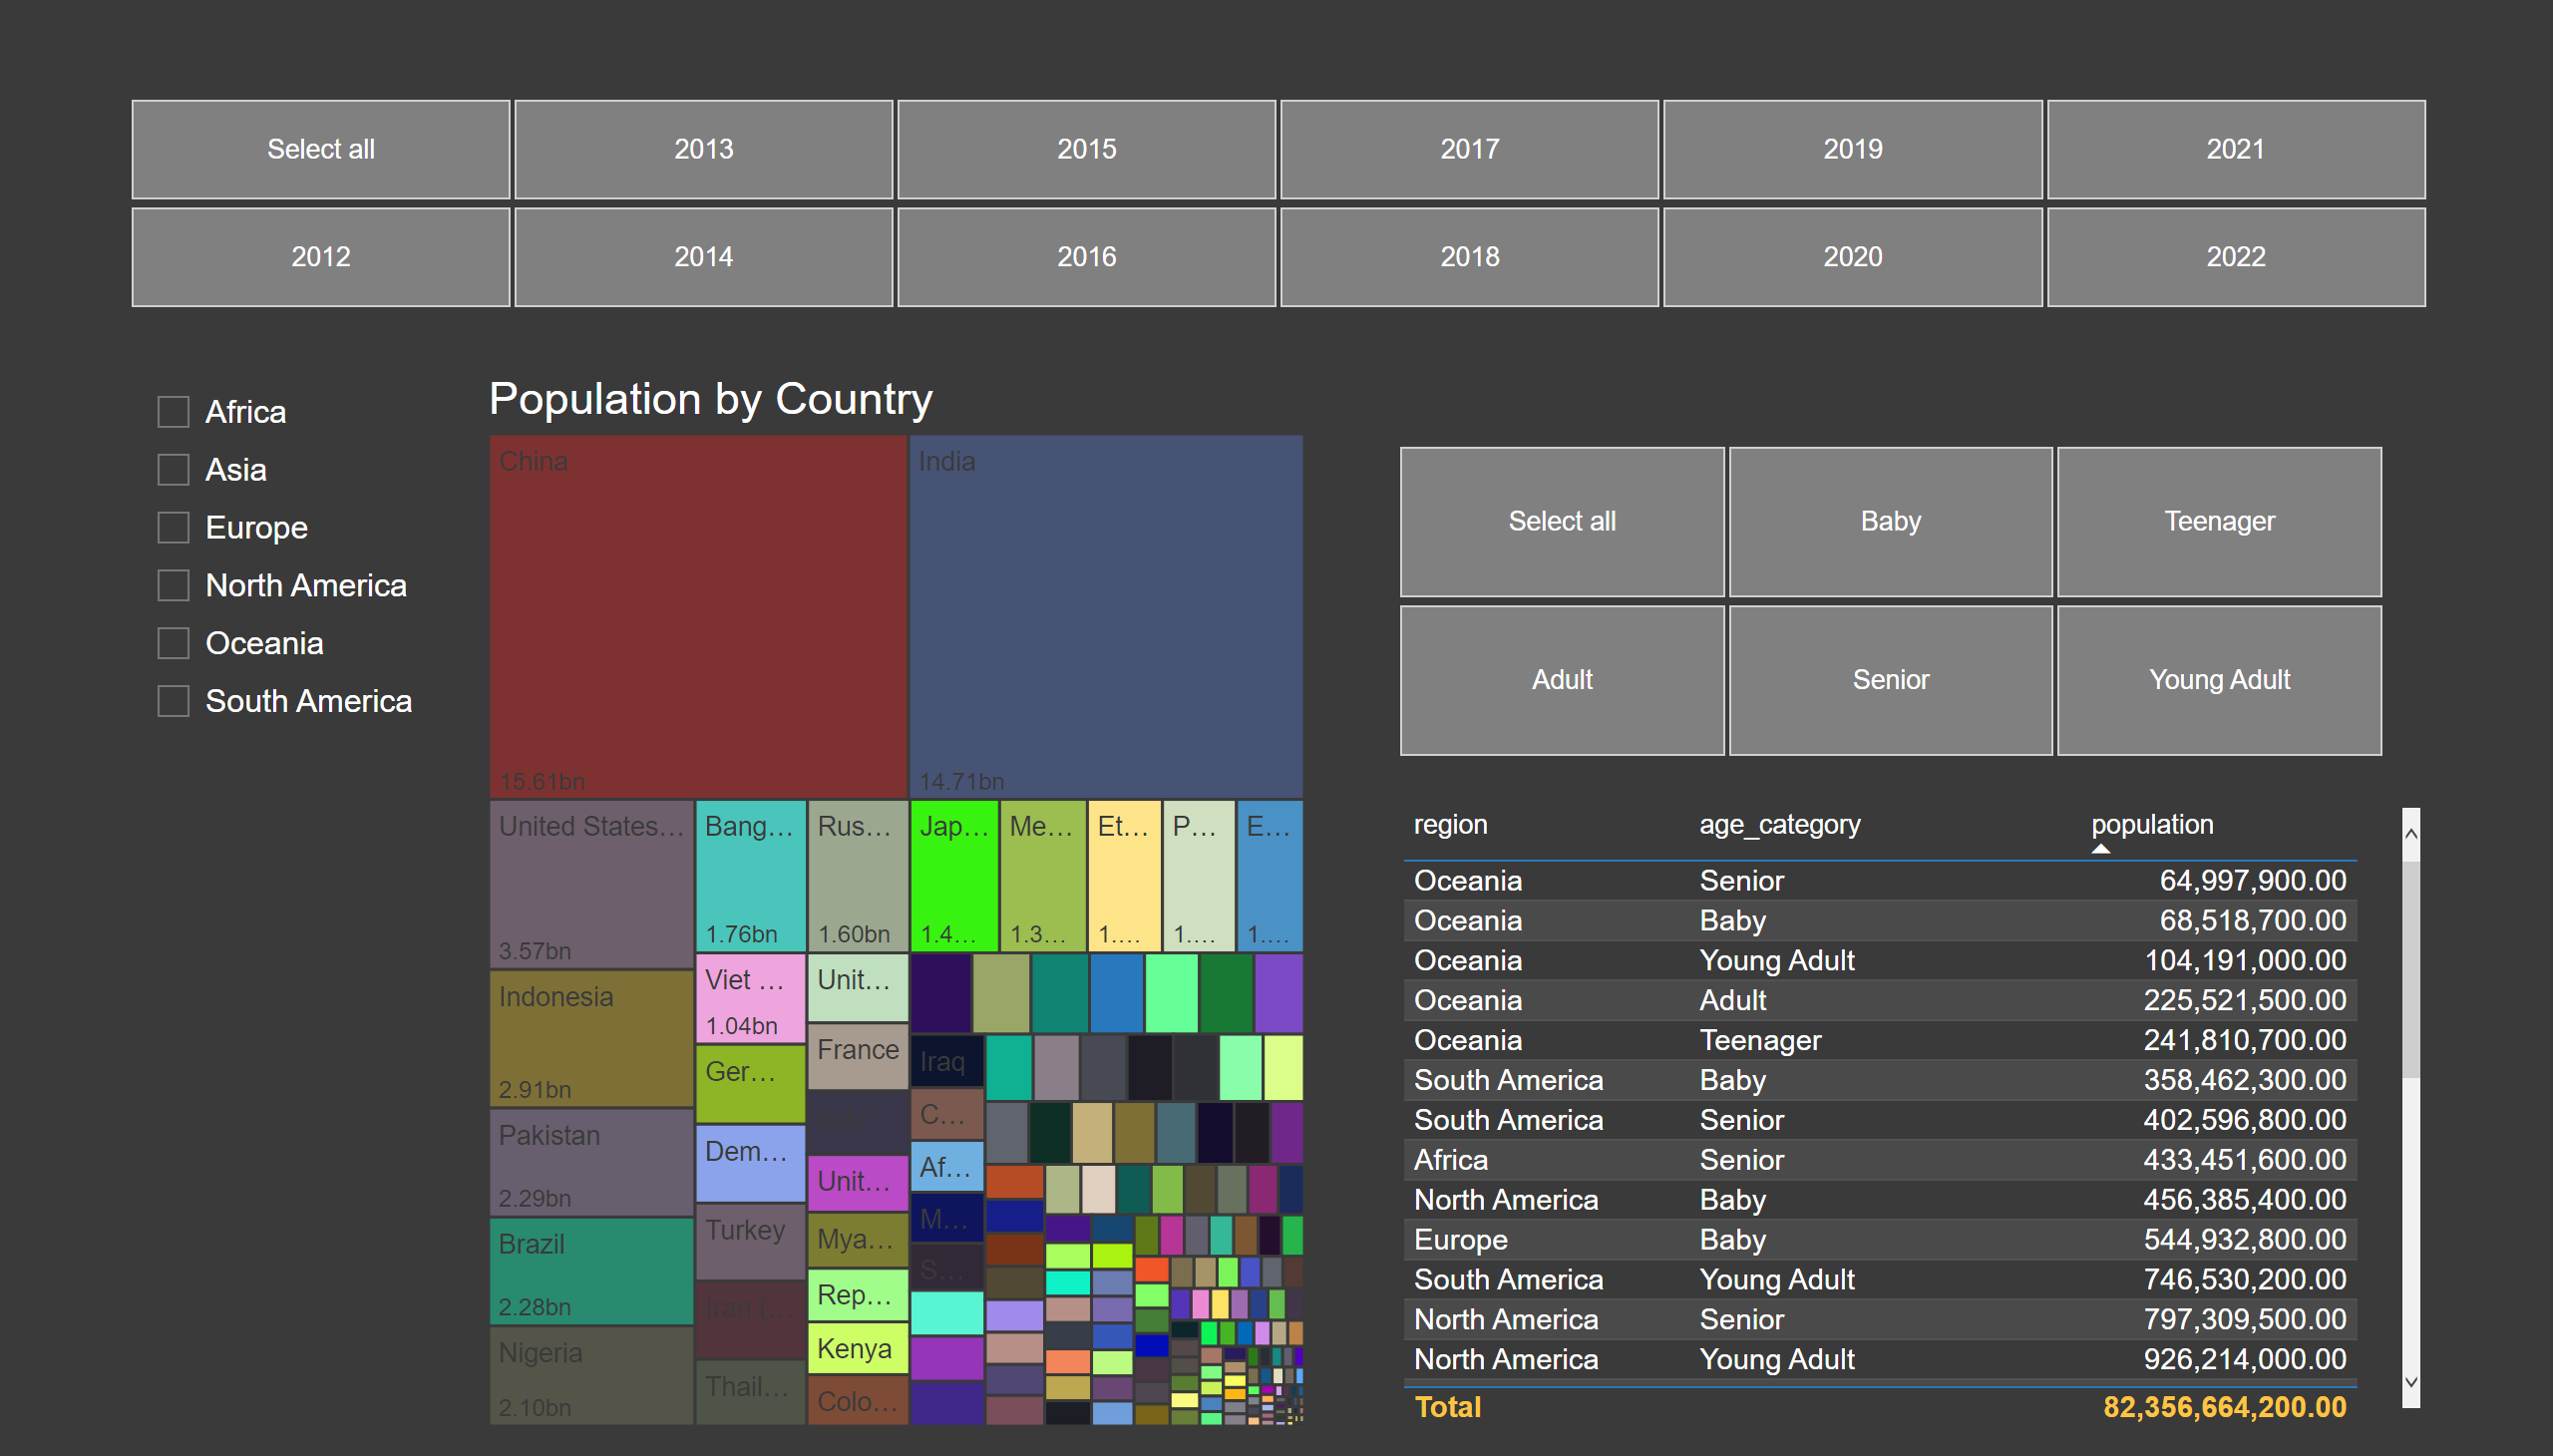 Select all 2013 2015 2017 2019 2021
2012 2014 2016 2018 2020 2022
Africa
Asia
Europe
North America
Oceania
South America
Population by Country
China India
15.61bn 14.71bn
United States... Bang... Rus... Jap... Me... Et... P... E...
3.57bn 1.76bn 1.60bn 1.4... 1.3... 1.... 1.... 1....
Indonesia
2.91bn
Pakistan
2.29bn
Brazil
2.28bn
Nigeria
2.10bn
Viet ...
1.04bn
Ger...
Dem...
Turkey
Iran (...
Thail...
Unit...
France
Unit...
Mya...
Rep...
Kenya
Colo...
Iraq
C...
Af...
M...
S...
Select all Baby Teenager
Adult Senior Young Adult
region age_category population
Oceania Senior 64,997,900.00
Oceania Baby 68,518,700.00
Oceania Young Adult 104,191,000.00
Oceania Adult 225,521,500.00
Oceania Teenager 241,810,700.00
South America Baby 358,462,300.00
South America Senior 402,596,800.00
Africa Senior 433,451,600.00
North America Baby 456,385,400.00
Europe Baby 544,932,800.00
South America Young Adult 746,530,200.00
North America Senior 797,309,500.00
North America Young Adult 926,214,000.00
Total 82,356,664,200.00